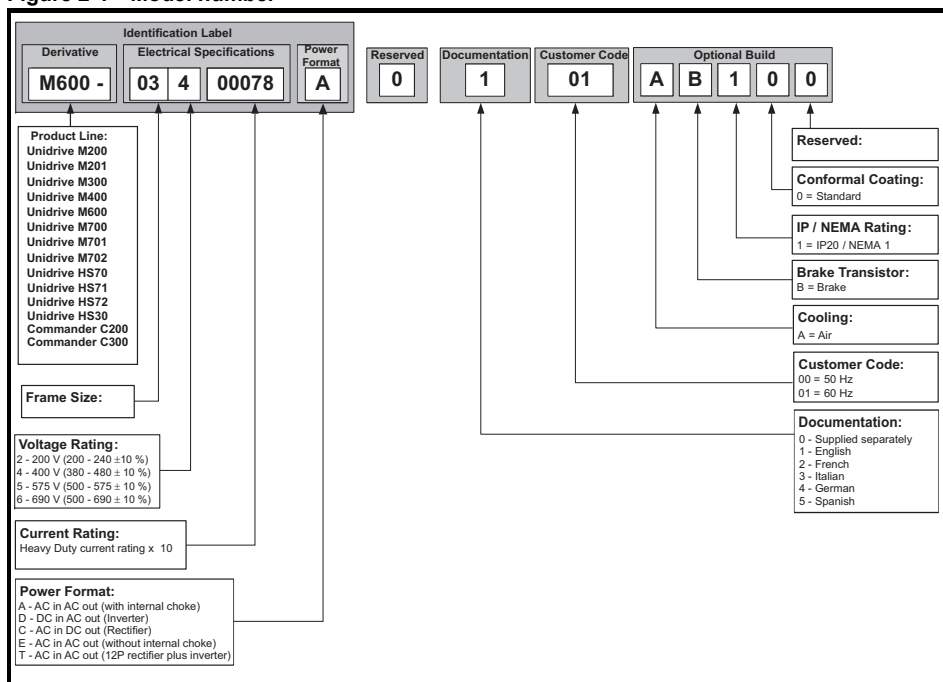 Figure 2-1 Model number
Identification Label
Derivative
Electrical Specifications
Power
Format
Reserved
Documentation
Customer Code
Optional Build
M600 -
03
4
00078
A
0
1
01
A
B
1
0
0
Product Line:
Unidrive M200
Unidrive M201
Unidrive M300
Unidrive M400
Unidrive M600
Unidrive M700
Unidrive M701
Unidrive M702
Unidrive HS70
Unidrive HS71
Unidrive HS72
Unidrive HS30
Commander C200
Commander C300
Frame Size:
Voltage Rating:
2 - 200 V (200 - 240 ±10 %)
4 - 400 V (380 - 480 ± 10 %)
5 - 575 V (500 - 575 ± 10 %)
6 - 690 V (500 - 690 ± 10 %)
Current Rating:
Heavy Duty current rating x 10
Power Format:
A - AC in AC out (with internal choke)
D - DC in AC out (Inverter)
C - AC in DC out (Rectifier)
E - AC in AC out (without internal choke)
T - AC in AC out (12P rectifier plus inverter)
Reserved:
Conformal Coating:
0 = Standard
IP / NEMA Rating:
1 = IP20 / NEMA 1
Brake Transistor:
B = Brake
Cooling:
A = Air
Customer Code:
00 = 50 Hz
01 = 60 Hz
Documentation:
0 - Supplied separately
1 - English
2 - French
3 - Italian
4 - German
5 - Spanish